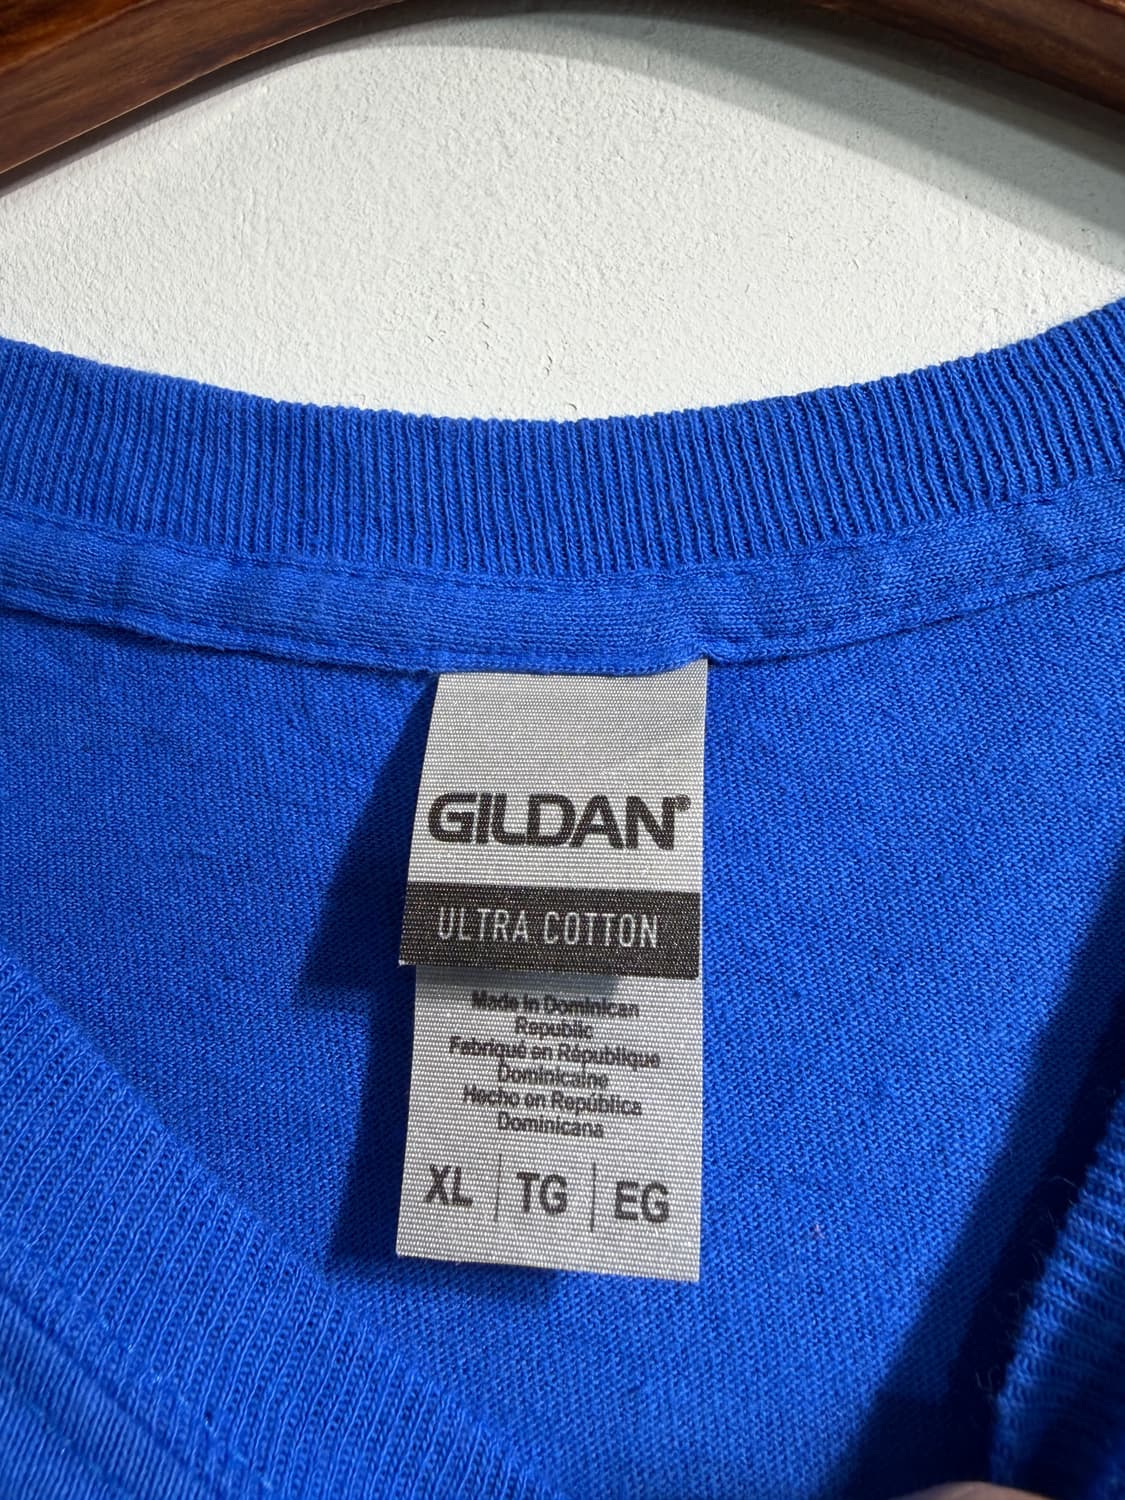 GILDAN®
ULTRA COTTON
Made in Dominican
Republic
Fabriqué en République
Dominicaine
Hecho en República
Dominicana
XL | TG | EG